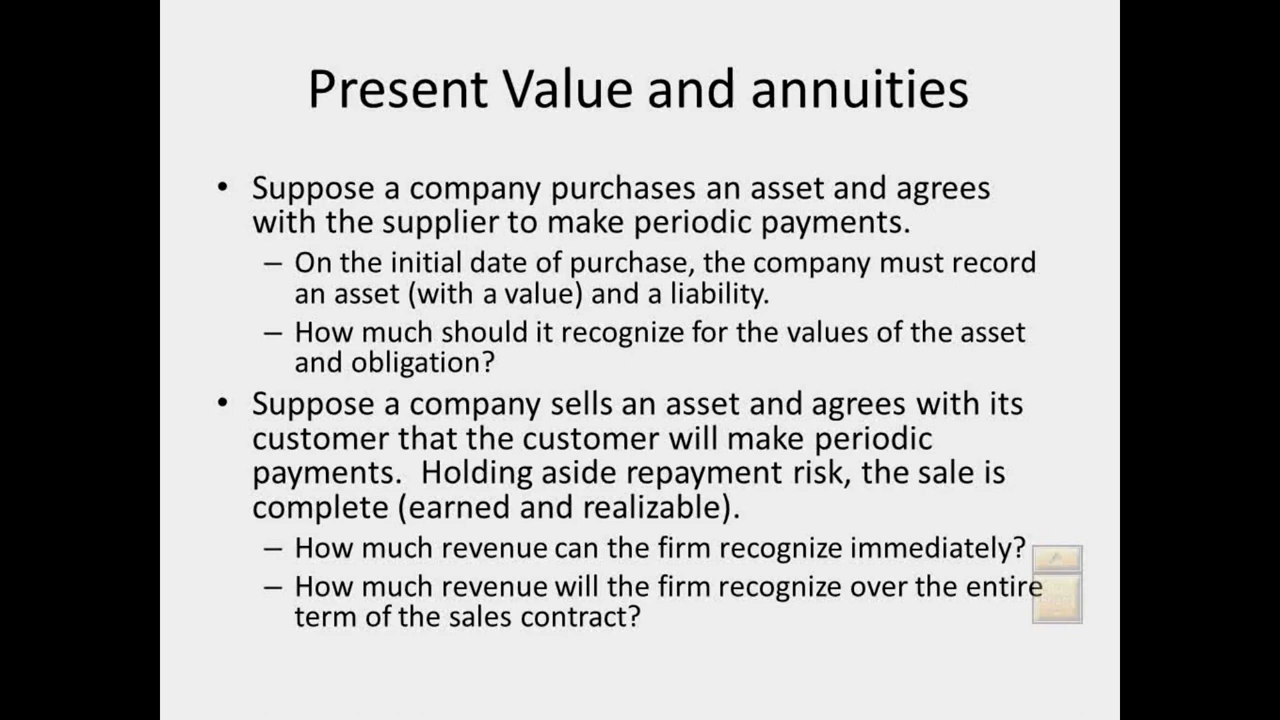 Present Value and annuities
• Suppose a company purchases an asset and agrees
with the supplier to make periodic payments.
– On the initial date of purchase, the company must record
an asset (with a value) and a liability.
– How much should it recognize for the values of the asset
and obligation?
• Suppose a company sells an asset and agrees with its
customer that the customer will make periodic
payments.  Holding aside repayment risk, the sale is
complete (earned and realizable).
– How much revenue can the firm recognize immediately?
– How much revenue will the firm recognize over the entire
term of the sales contract?